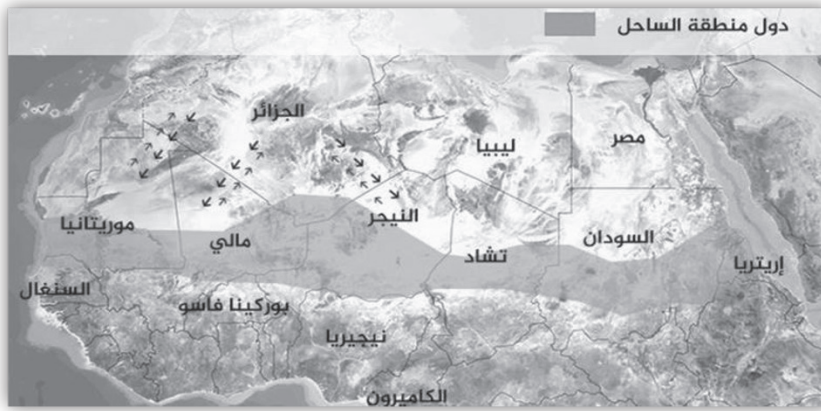 دول منطقة الساحل
الجزائر
ليبيا
مصر
موريتانيا
مالي
النيجر
تشاد
السودان
إريتريا
السنغال
بوركينا فاسو
نيجيريا
الكاميرون